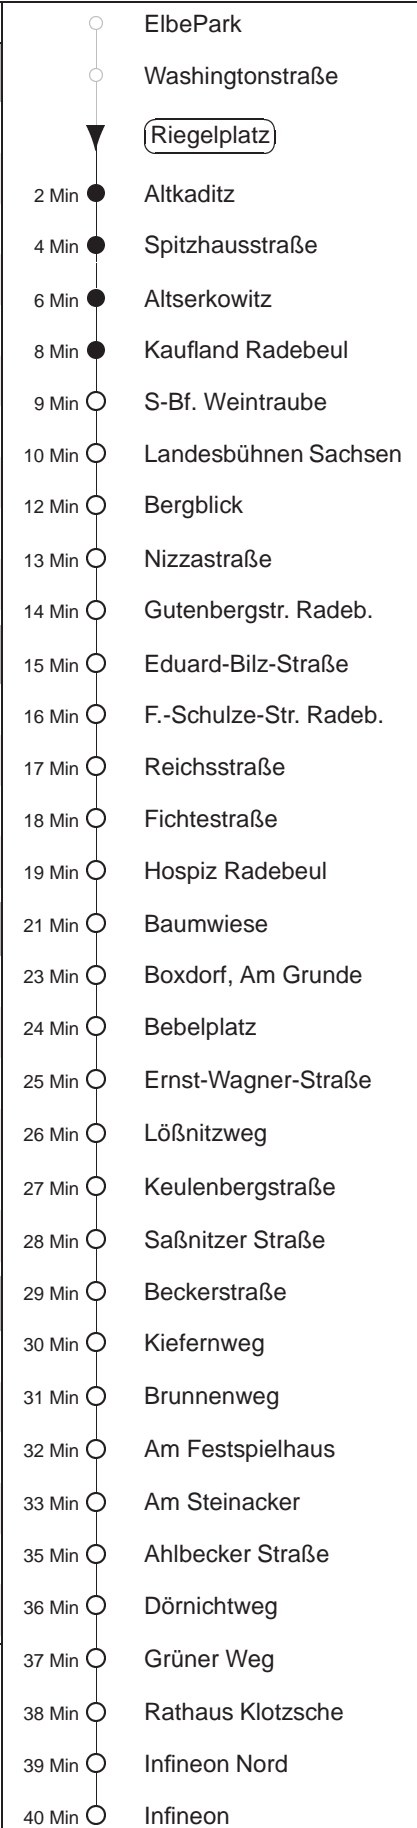 ElbePark
Washingtonstraße
Riegelplatz
2 Min Altkaditz
4 Min Spitzhausstraße
6 Min Altserkowitz
8 Min Kaufland Radebeul
9 Min S-Bf. Weintraube
10 Min Landesbühnen Sachsen
12 Min Bergblick
13 Min Nizzastraße
14 Min Gutenbergstr. Radeb.
15 Min Eduard-Bilz-Straße
16 Min F.-Schulze-Str. Radeb.
17 Min Reichsstraße
18 Min Fichtestraße
19 Min Hospiz Radebeul
21 Min Baumwiese
23 Min Boxdorf, Am Grunde
24 Min Bebelplatz
25 Min Ernst-Wagner-Straße
26 Min Lößnitzweg
27 Min Keulenbergstraße
28 Min Saßnitzer Straße
29 Min Beckerstraße
30 Min Kiefernweg
31 Min Brunnenweg
32 Min Am Festspielhaus
33 Min Am Steinacker
35 Min Ahlbecker Straße
36 Min Dörnichtweg
37 Min Grüner Weg
38 Min Rathaus Klotzsche
39 Min Infineon Nord
40 Min Infineon